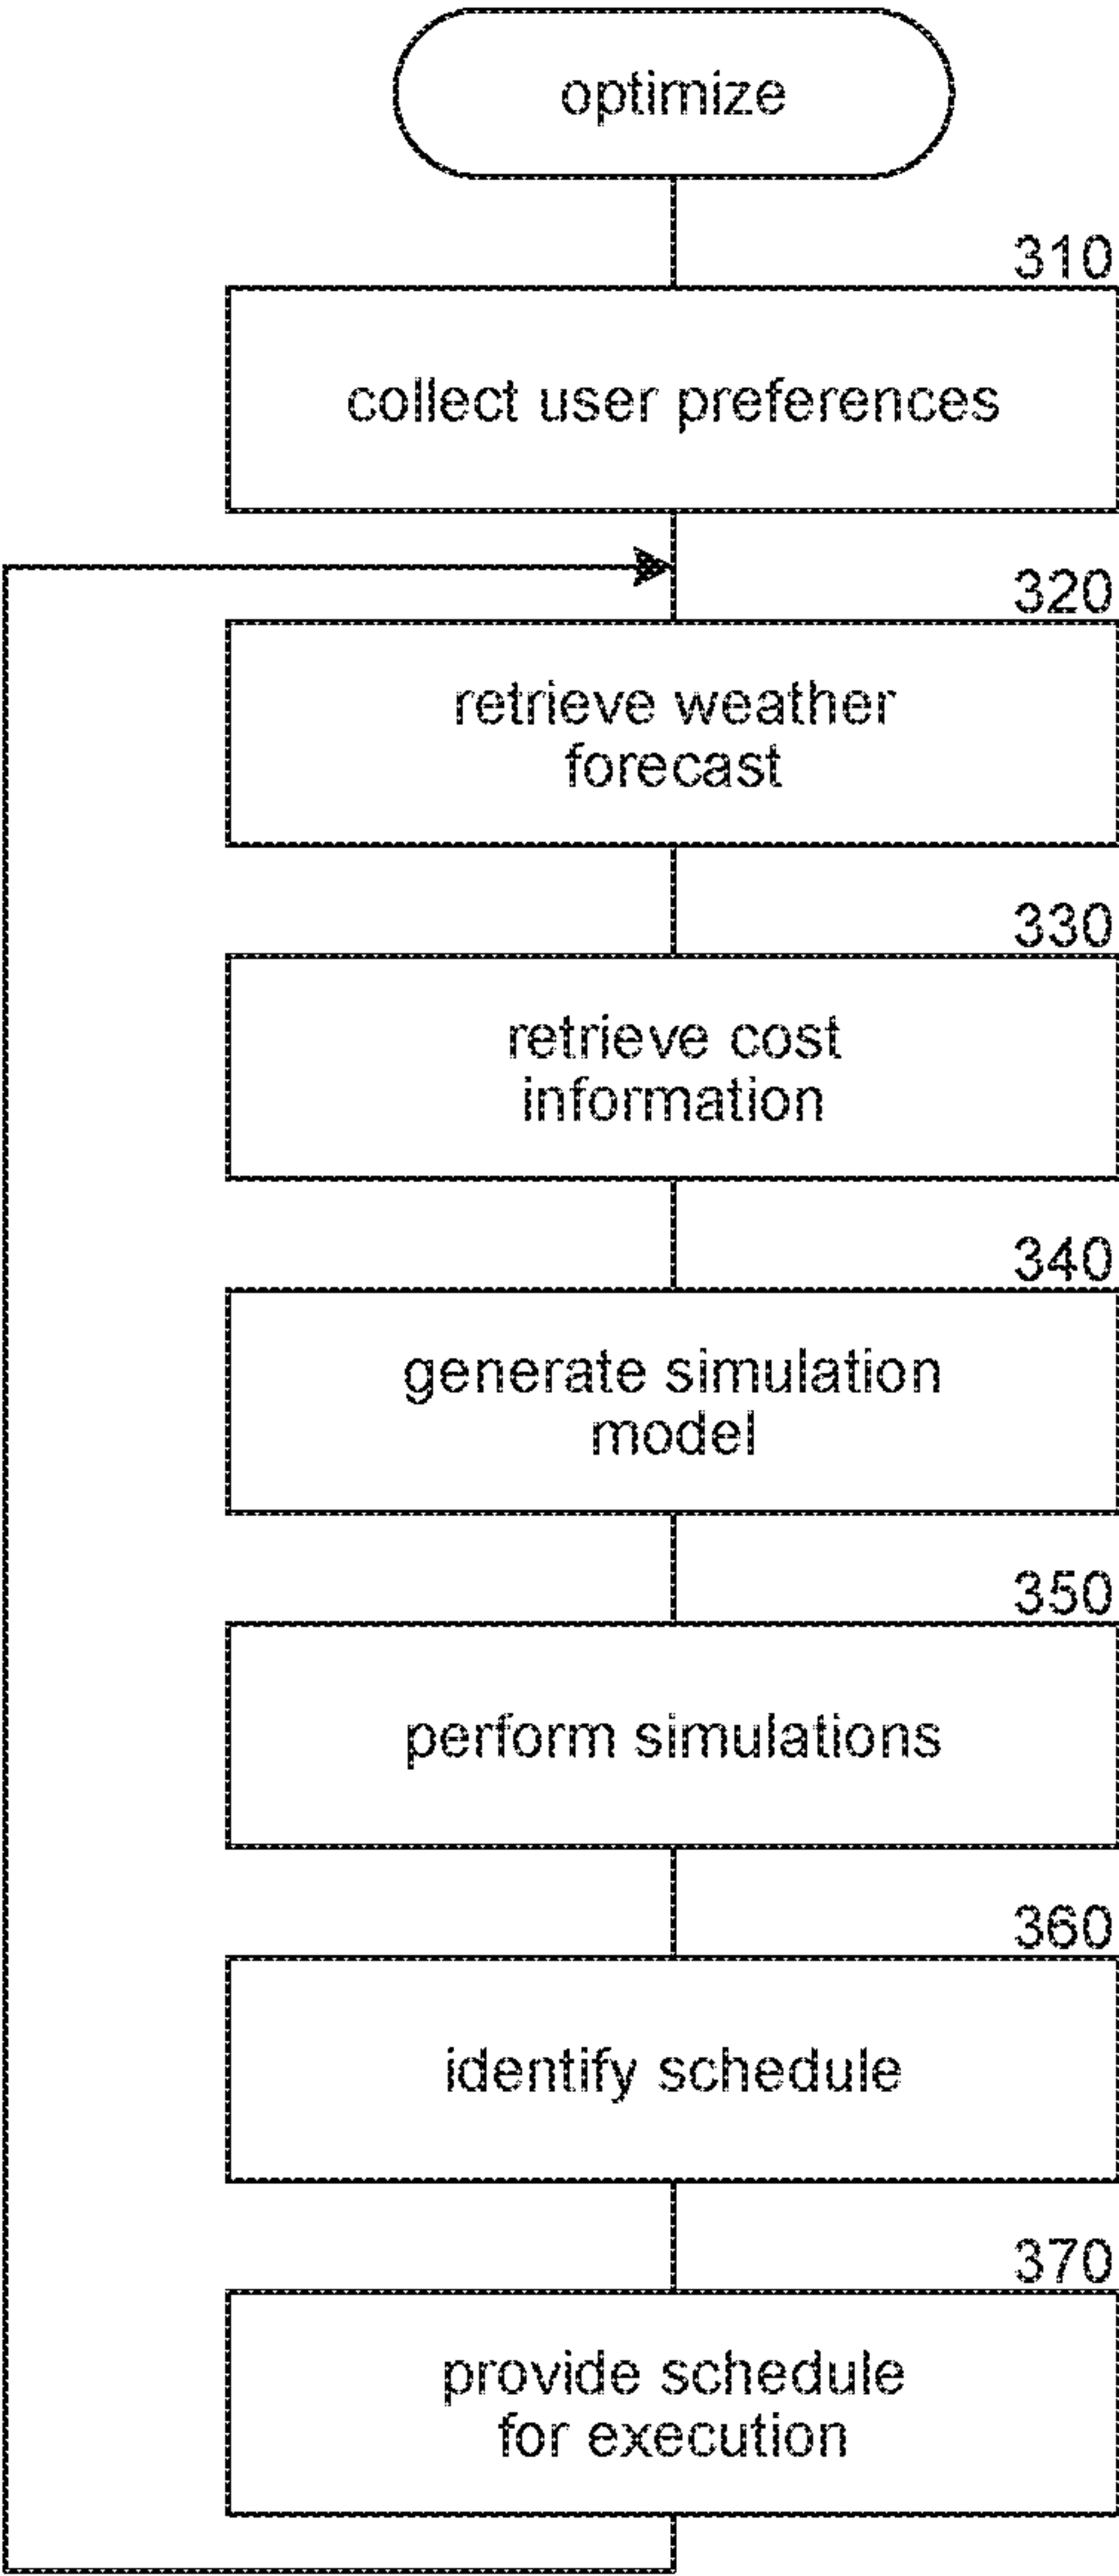 optimize
310
collect user preferences
320
retrieve weather
forecast
330
retrieve cost
information
340
generate simulation
model
350
perform simulations
360
identify schedule
370
provide schedule
for execution